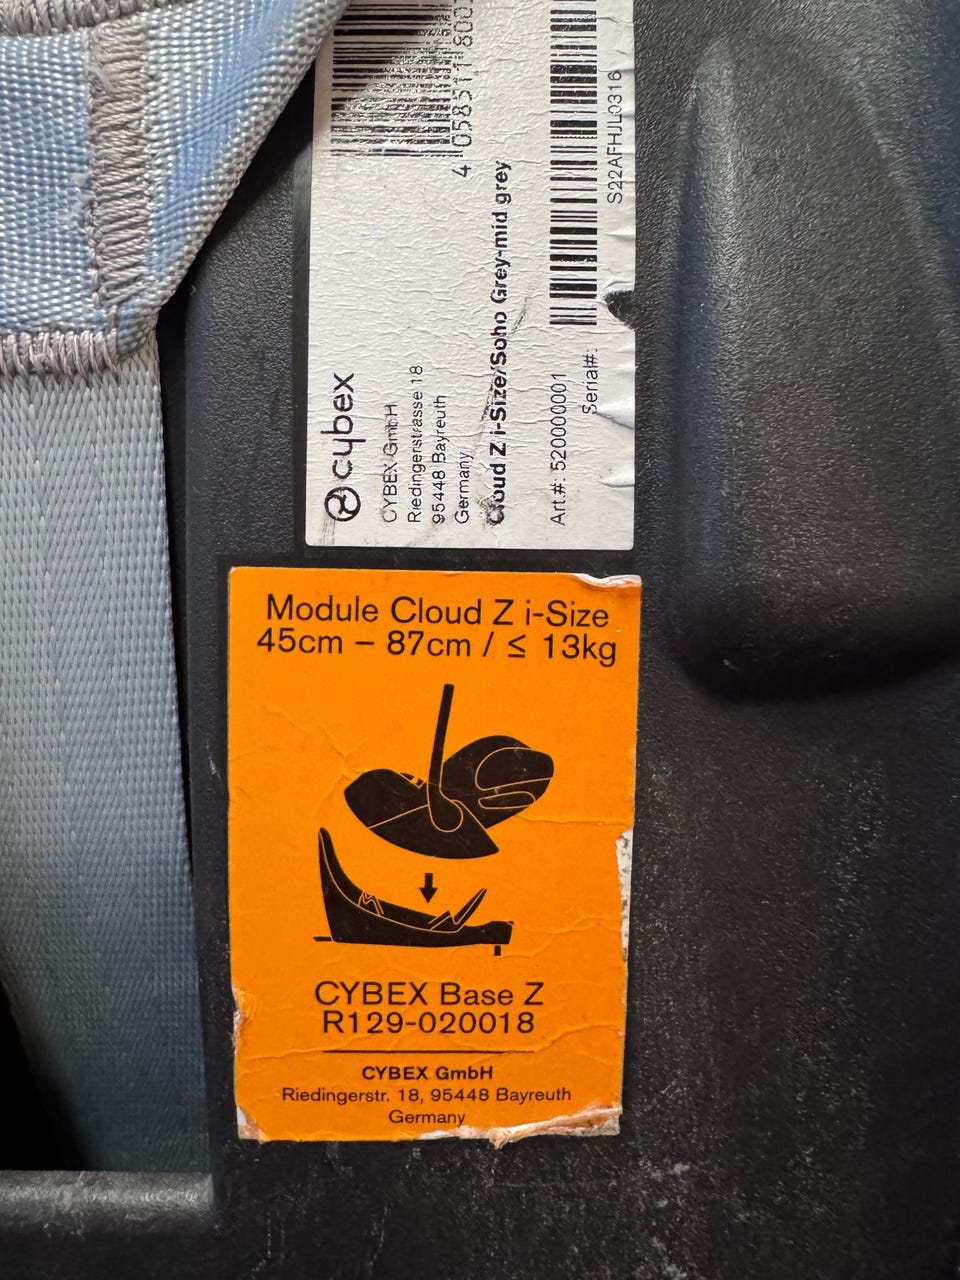 cybex
CYBEX GmbH
Riedingerstrasse 18
95448 Bayreuth
Germany
Cloud Z i-Size/Soho Grey-mid grey
Art.#: 520000001
Serial#:
S22AFHJL0316
Module Cloud Z i-Size
45cm – 87cm / ≤ 13kg
CYBEX Base Z
R129-020018
CYBEX GmbH
Riedingerstr. 18, 95448 Bayreuth
Germany